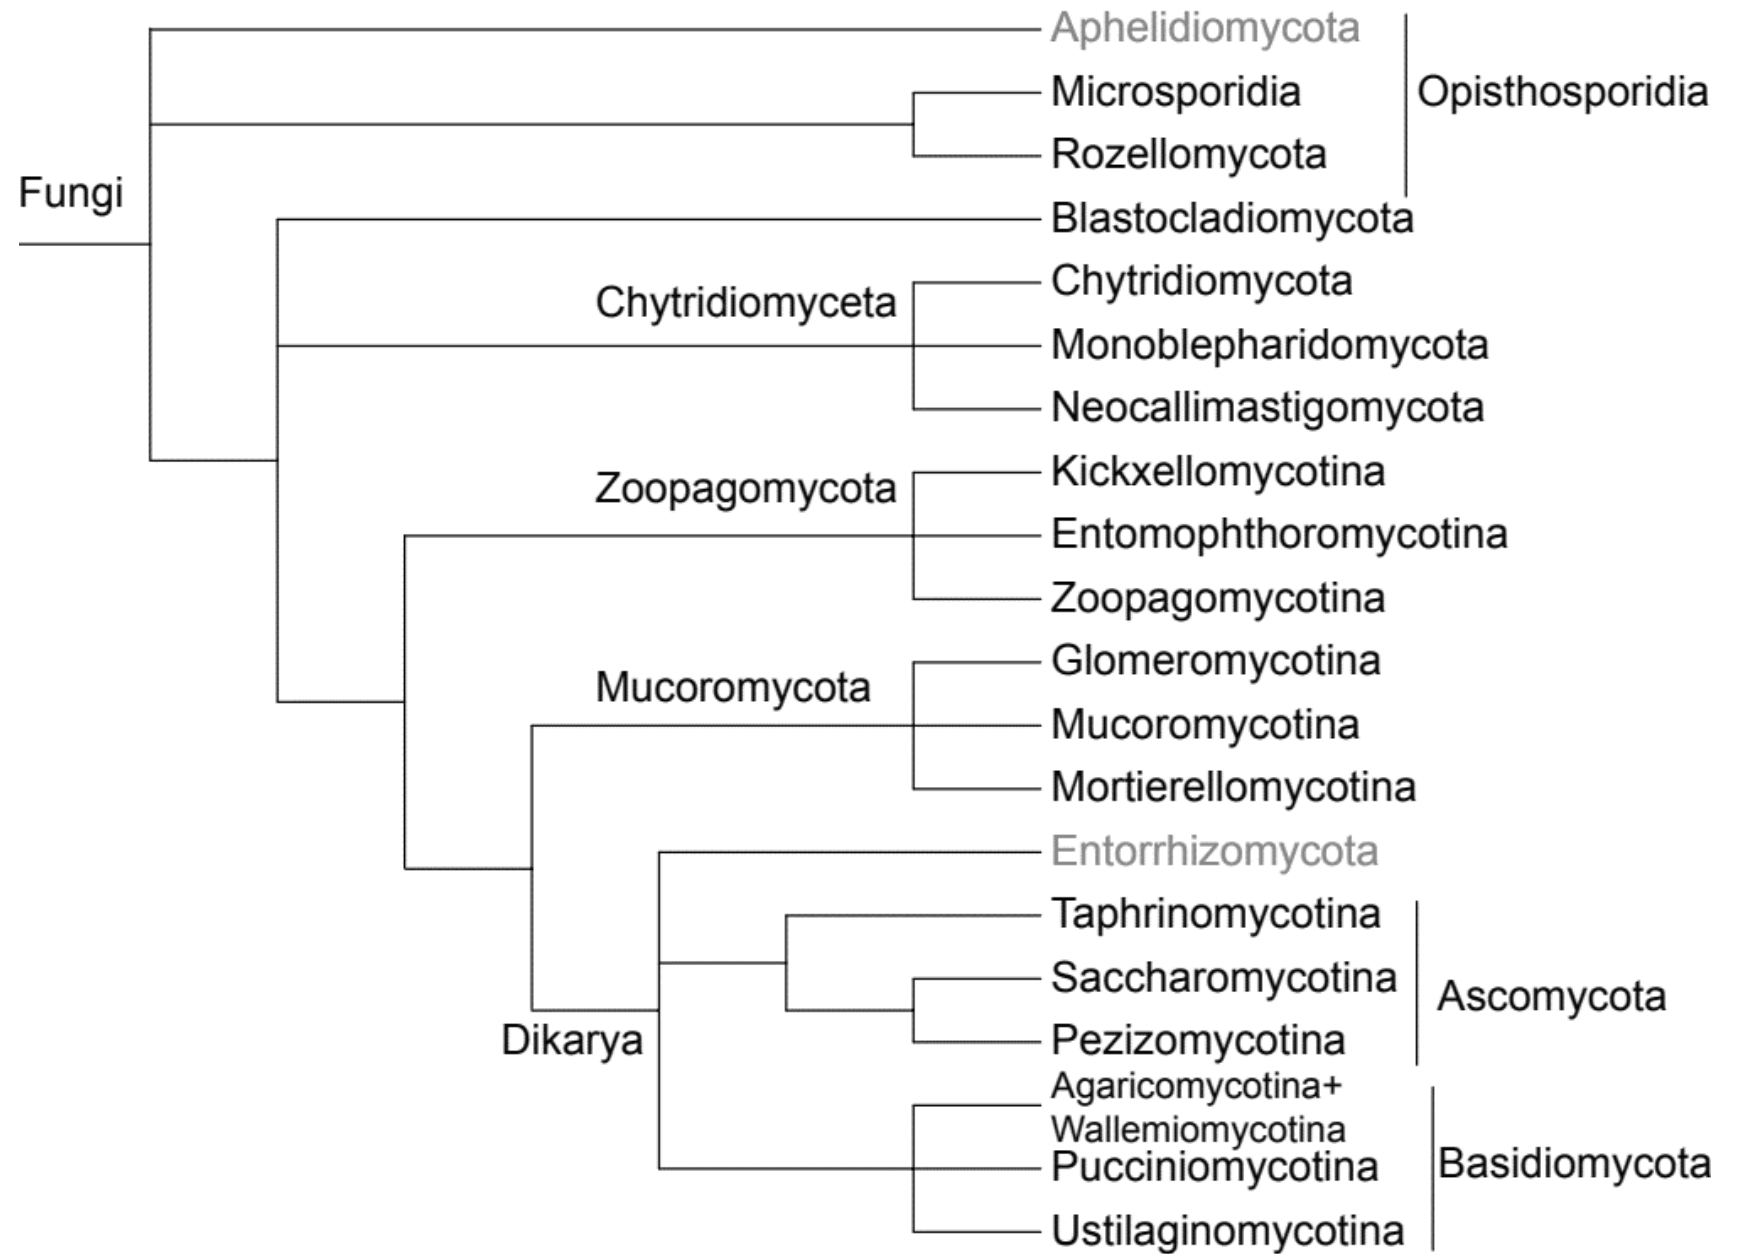 Aphelidiomycota
Microsporidia
Opisthosporidia
Rozellomycota
Fungi
Blastocladiomycota
Chytridiomycota
Chytridiomyceta
Monoblepharidomycota
Neocallimastigomycota
Kickxellomycotina
Zoopagomycota
Entomophthoromycotina
Zoopagomycotina
Glomeromycotina
Mucoromycota
Mucoromycotina
Mortierellomycotina
Entorrhizomycota
Taphrinomycotina
Saccharomycotina
Ascomycota
Dikarya
Pezizomycotina
Agaricomycotina+
Wallemiomycotina
Pucciniomycotina
Basidiomycota
Ustilaginomycotina